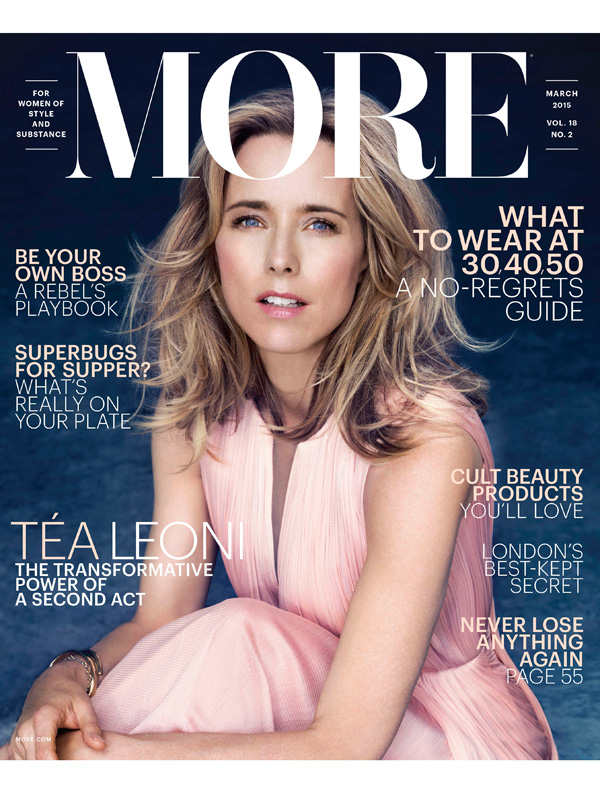 FOR
WOMEN OF
STYLE
AND
SUBSTANCE
MORE
MARCH
2015
VOL. 18
NO. 2
BE YOUR
OWN BOSS
A REBEL'S
PLAYBOOK
SUPERBUGS
FOR SUPPER?
WHAT'S
REALLY ON
YOUR PLATE
TÉA LEONI
THE TRANSFORMATIVE
POWER OF
A SECOND ACT
WHAT
TO WEAR AT
30,40,50
A NO-REGRETS
GUIDE
CULT BEAUTY
PRODUCTS
YOU'LL LOVE
LONDON'S
BEST-KEPT
SECRET
NEVER LOSE
ANYTHING
AGAIN
PAGE 55
MORE.COM